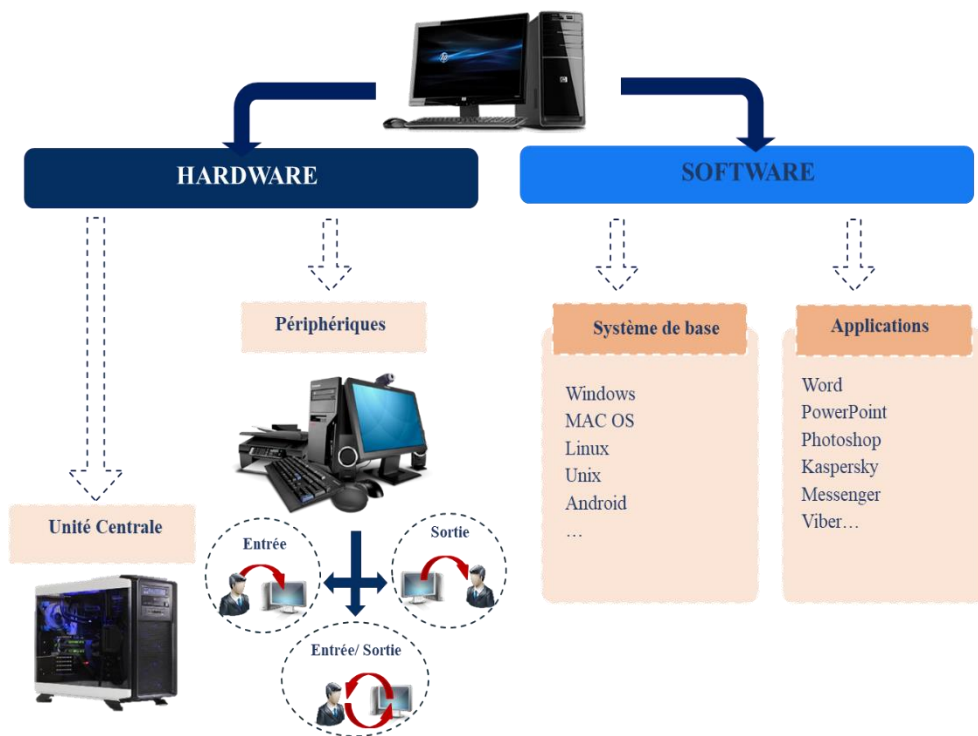 HARDWARE
SOFTWARE
Périphériques
Unité Centrale
Entrée
Sortie
Entrée/ Sortie
Système de base
Windows
MAC OS
Linux
Unix
Android
…
Applications
Word
PowerPoint
Photoshop
Kaspersky
Messenger
Viber…